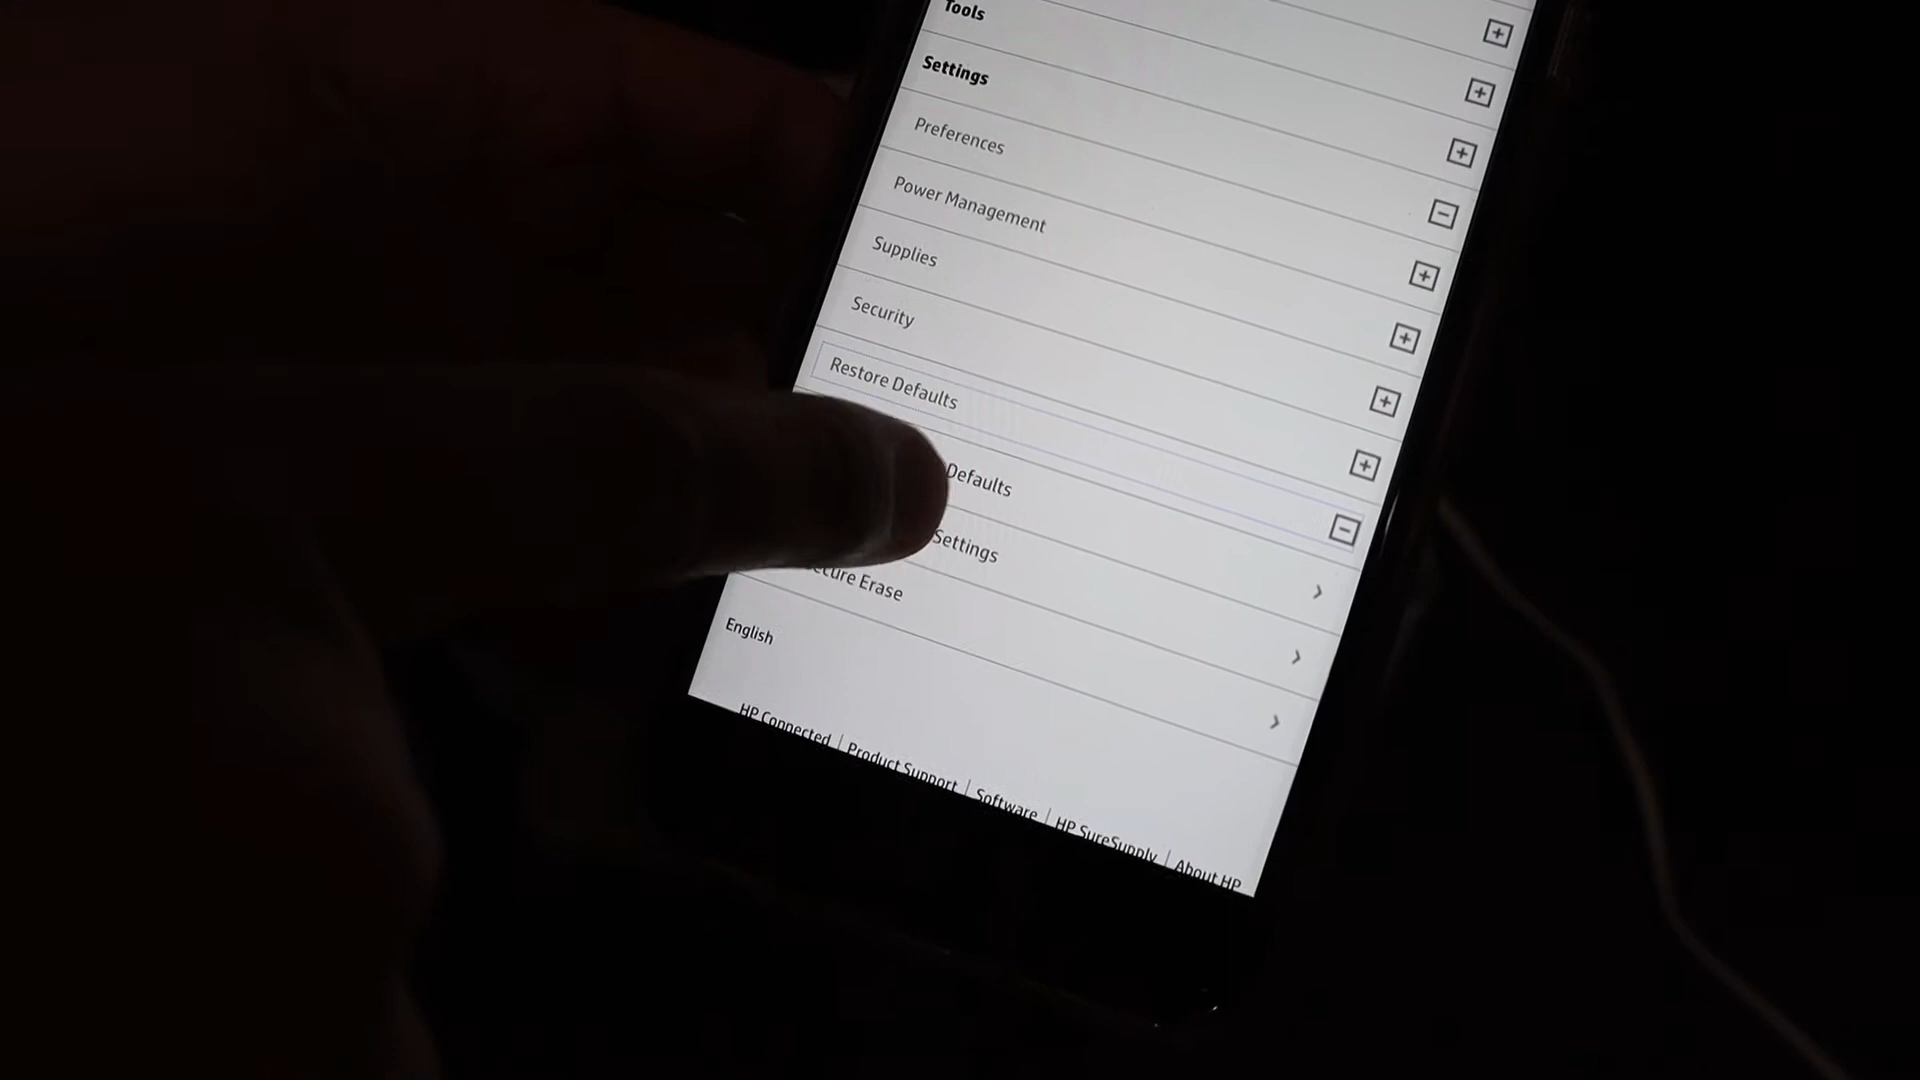 Tools
Settings
Preferences
Power Management
Supplies
Security
Restore Defaults
Defaults
Settings
Erase
English
HP Connected | Product Support | Software | HP SureSupply | About HP